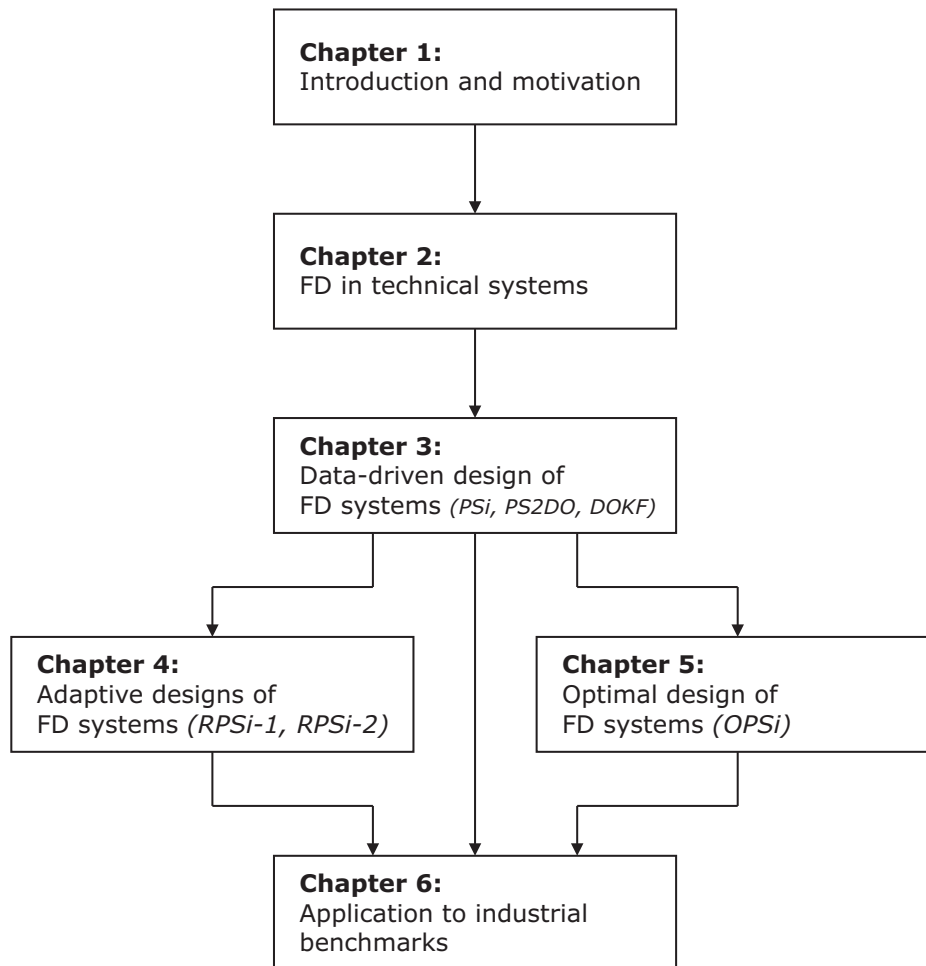 Chapter 1:
Introduction and motivation
Chapter 2:
FD in technical systems
Chapter 3:
Data-driven design of
FD systems (PSi, PS2DO, DOKF)
Chapter 4:
Adaptive designs of
FD systems (RPSi-1, RPSi-2)
Chapter 5:
Optimal design of
FD systems (OPSi)
Chapter 6:
Application to industrial
benchmarks